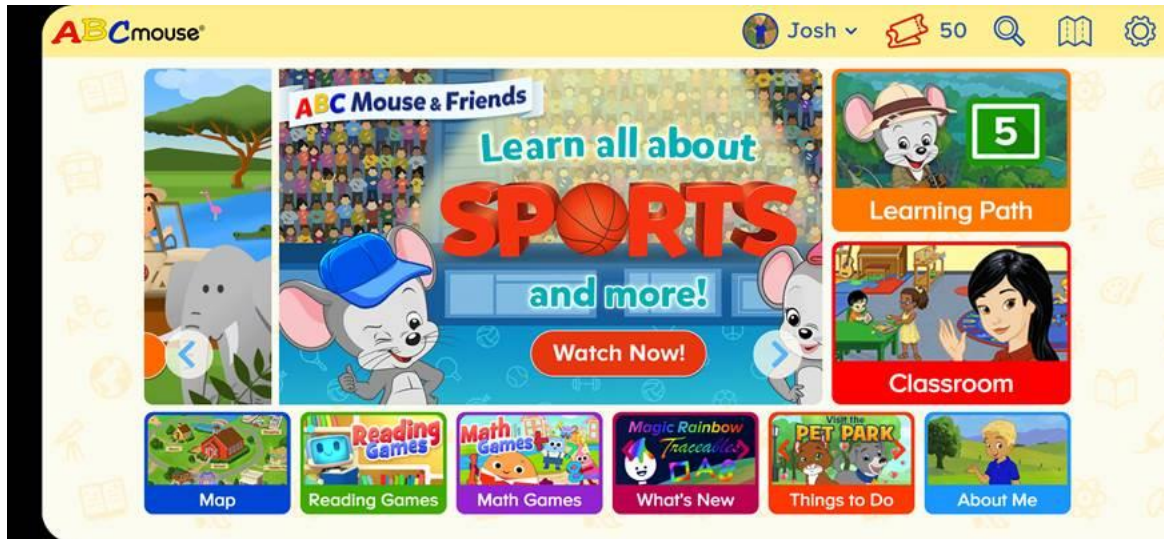 ABCmouse®
Josh
50
ABC Mouse & Friends
Learn all about
SPORTS
and more!
Watch Now!
5
Learning Path
Classroom
Map
Reading
Games
Reading Games
Math
Games
Math Games
Magic Rainbow
Traceables
What's New
Visit the
PET PARK
Things to Do
About Me